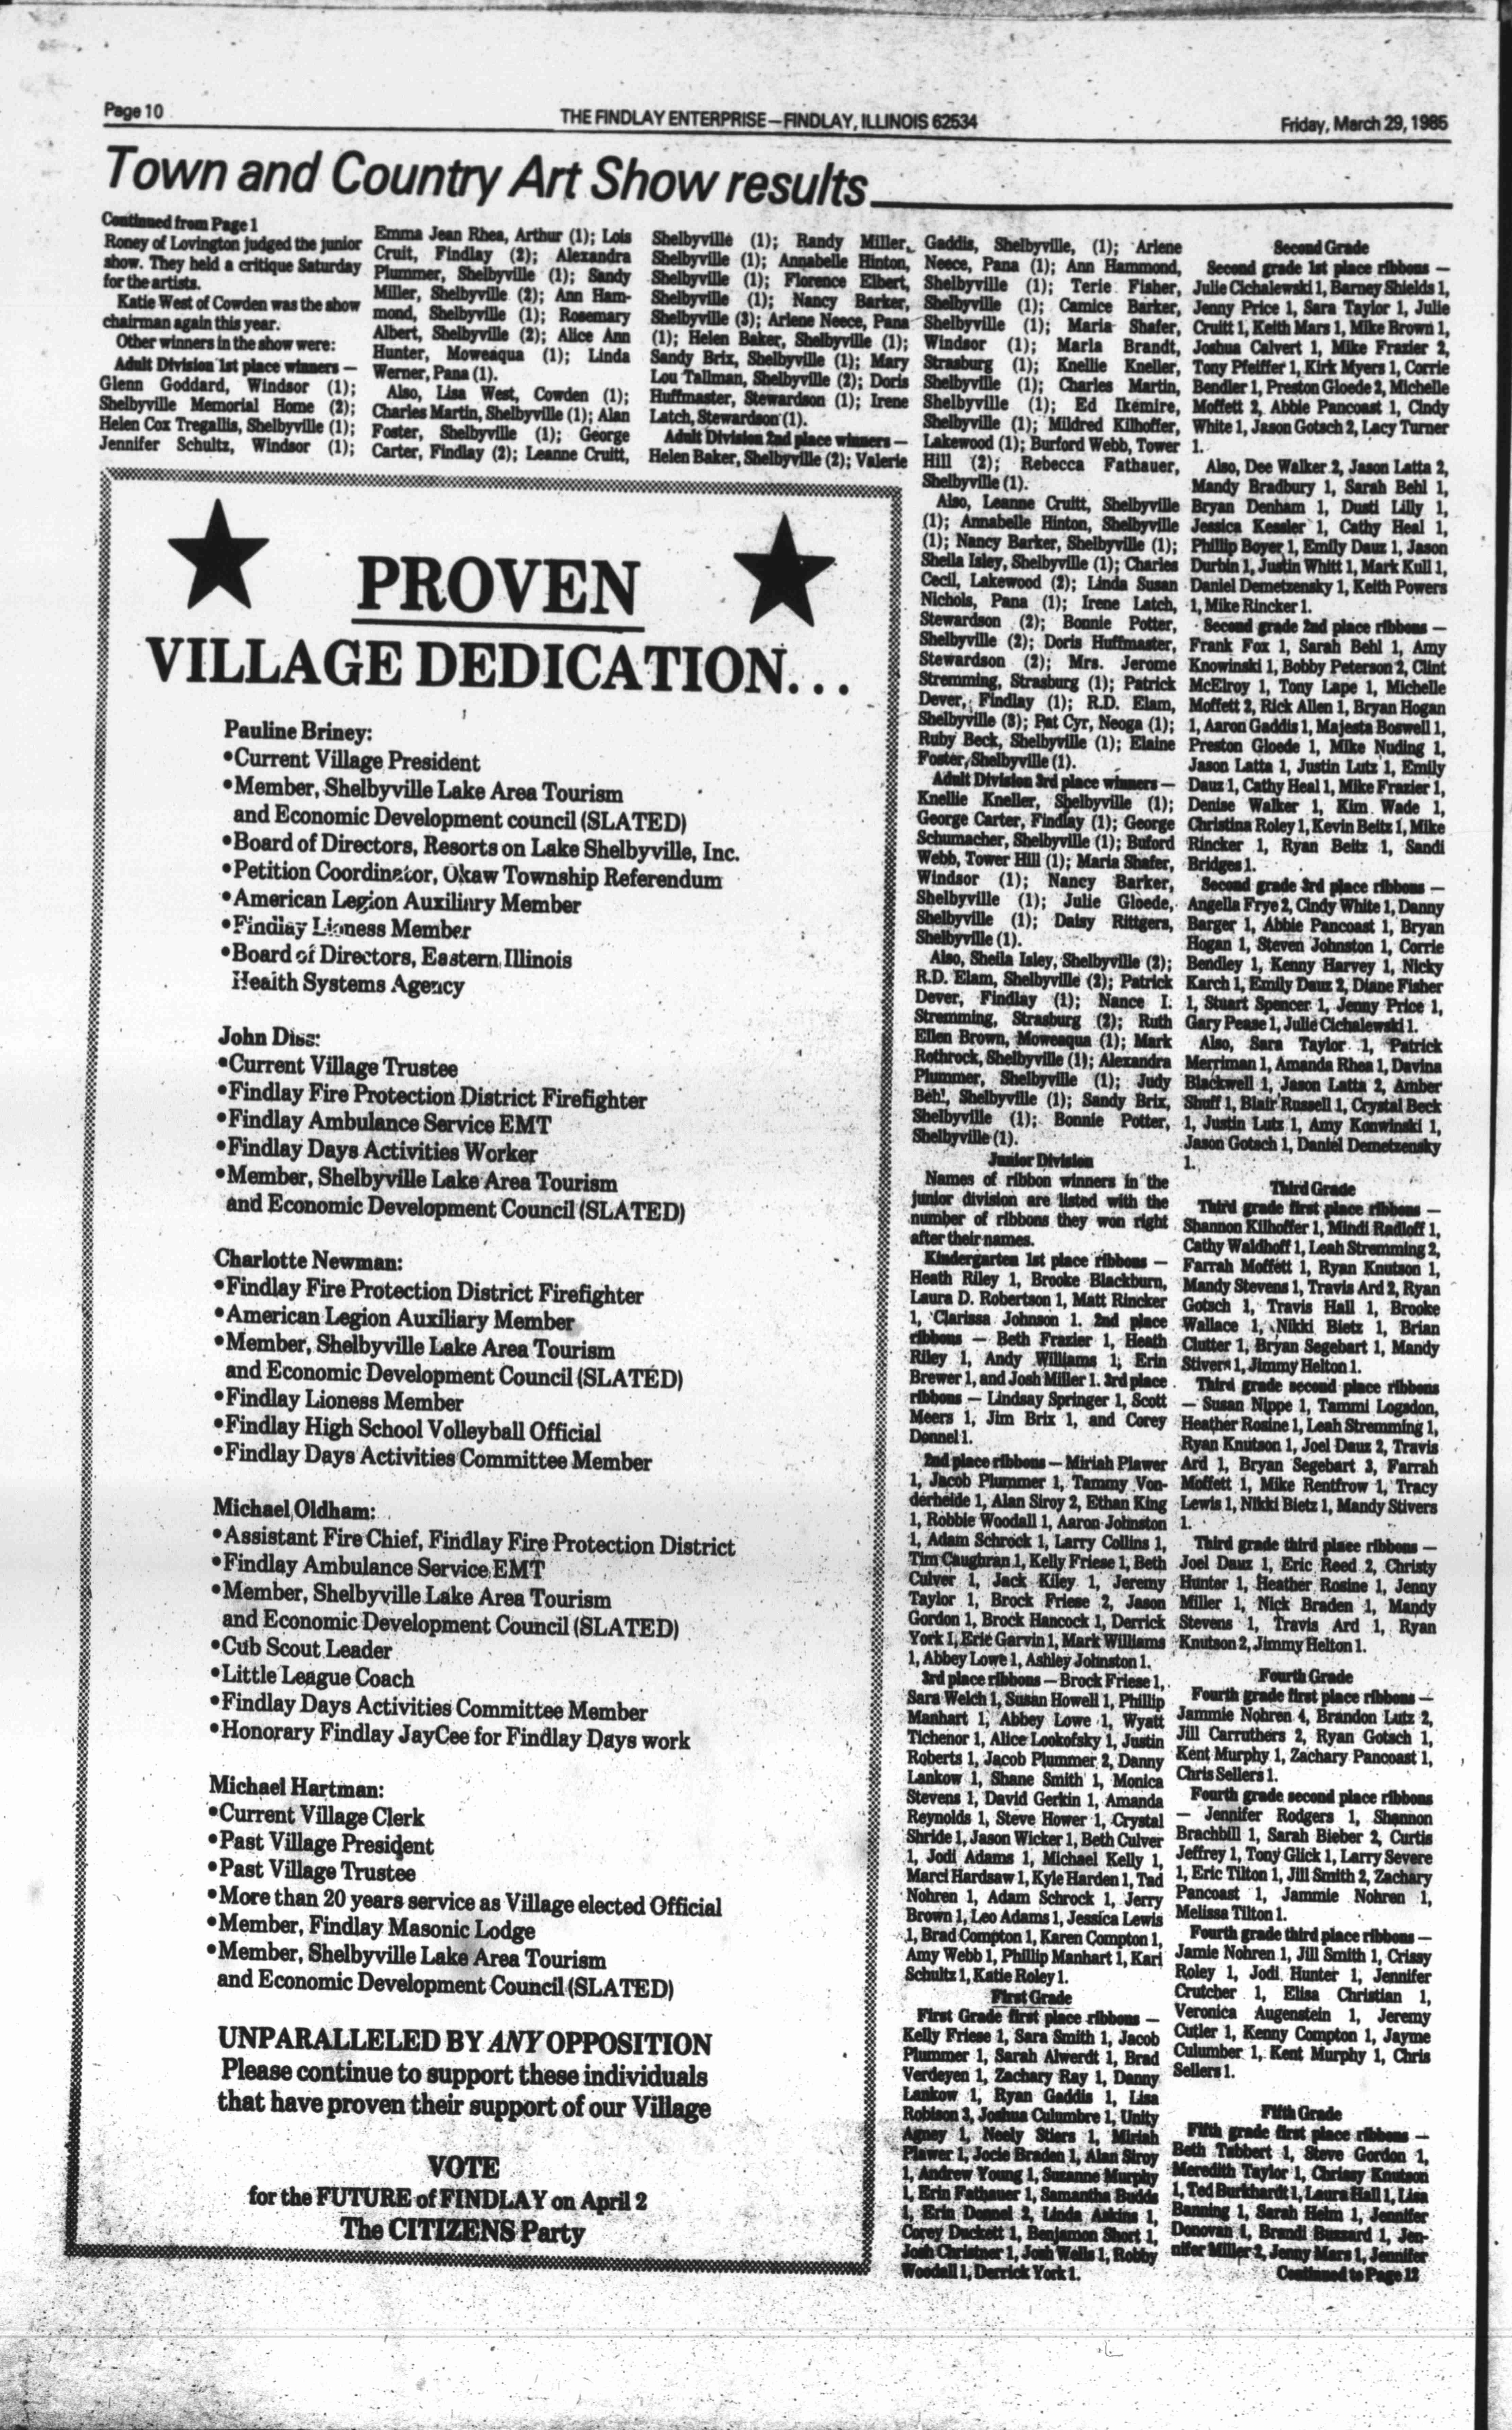 Page 10
THE FINDLAY ENTERPRISE—FINDLAY, ILLINOIS 62534
Friday, March 29, 1985
Town and Country Art Show results
Continued from Page 1
Roney of Lovington judged the junior
show. They held a critique Saturday
for the artists.
Katie West of Cowden was the show
chairman again this year.
Other winners in the show were:
Adult Division 1st place winners —
Glenn Goddard, Windsor (1);
Shelbyville Memorial Home (2);
Helen Cox Tregallis, Shelbyville (1);
Jennifer Schultz, Windsor (1);
Emma Jean Rhea, Arthur (1); Lois
Cruit, Findlay (2); Alexandra
Plummer, Shelbyville (1); Sandy
Miller, Shelbyville (2); Ann Ham-
mond, Shelbyville (1); Rosemary
Albert, Shelbyville (2); Alice Ann
Hunter, Moweaqua (1); Linda
Werner, Pana (1).
Also, Lisa West, Cowden (1);
Charles Martin, Shelbyville (1); Alan
Foster, Shelbyville (1); George
Carter, Findlay (2); Leanne Cruitt,
Shelbyville (1); Randy Miller,
Shelbyville (1); Annabelle Hinton,
Shelbyville (1); Florence Elbert,
Shelbyville (1); Nancy Barker,
Shelbyville (3); Arlene Neece, Pana
(1); Helen Baker, Shelbyville (1);
Sandy Brix, Shelbyville (1); Mary
Lou Tallman, Shelbyville (2); Doris
Huffmaster, Stewardson (1); Irene
Latch, Stewardson (1).
Adult Division 2nd place winners —
Helen Baker, Shelbyville (2); Valerie
Gaddis, Shelbyville, (1); Arlene
Neece, Pana (1); Ann Hammond,
Shelbyville (1); Terie Fisher,
Shelbyville (1); Camice Barker,
Shelbyville (1); Maria Shafer,
Windsor (1); Marla Brandt,
Strasburg (1); Knellie Kneller,
Shelbyville (1); Charles Martin,
Shelbyville (1); Ed Ikemire,
Shelbyville (1); Mildred Kilhoffer,
Lakewood (1); Burford Webb, Tower
Hill (2); Rebecca Fathauer,
Shelbyville (1).
Also, Leanne Cruitt, Shelbyville
(1); Annabelle Hinton, Shelbyville
(1); Nancy Barker, Shelbyville (1);
Sheila Isley, Shelbyville (1); Charles
Cecil, Lakewood (2); Linda Susan
Nichols, Pana (1); Irene Latch,
Stewardson (2); Bonnie Potter,
Shelbyville (2); Doris Huffmaster,
Stewardson (2); Mrs. Jerome
Stremming, Strasburg (1); Patrick
Dever, Findlay (1); R.D. Elam,
Shelbyville (3); Pat Cyr, Neoga (1);
Ruby Beck, Shelbyville (1); Elaine
Foster, Shelbyville (1).
Adult Division 3rd place winners —
Knellie Kneller, Shelbyville (1);
George Carter, Findlay (1); George
Schumacher, Shelbyville (1); Buford
Webb, Tower Hill (1); Maria Shafer,
Windsor (1); Nancy Barker,
Shelbyville (1); Julie Gloede,
Shelbyville (1); Daisy Rittgers,
Shelbyville (1).
Also, Sheila Isley, Shelbyville (2);
R.D. Elam, Shelbyville (2); Patrick
Dever, Findlay (1); Nance I.
Stremming, Strasburg (2); Ruth
Ellen Brown, Moweaqua (1); Mark
Rothrock, Shelbyville (1); Alexandra
Plummer, Shelbyville (1); Judy
Behl, Shelbyville (1); Sandy Brix,
Shelbyville (1); Bonnie Potter,
Shelbyville (1).
Junior Division
Names of ribbon winners in the
junior division are listed with the
number of ribbons they won right
after their names.
Kindergarten 1st place ribbons —
Heath Riley 1, Brooke Blackburn,
Laura D. Robertson 1, Matt Rincker
1, Clarissa Johnson 1. 2nd place
ribbons — Beth Frazier 1, Heath
Riley 1, Andy Williams 1, Erin
Brewer 1, and Josh Miller 1. 3rd place
ribbons — Lindsay Springer 1, Scott
Meers 1, Jim Brix 1, and Corey
Donnel 1.
2nd place ribbons — Miriah Plawer
1, Jacob Plummer 1, Tammy Von-
derheide 1, Alan Siroy 2, Ethan King
1, Robbie Woodall 1, Aaron Johnston
1, Adam Schrock 1, Larry Collins 1,
Tim Caughran 1, Kelly Friese 1, Beth
Culver 1, Jack Kiley 1, Jeremy
Taylor 1, Brock Friese 2, Jason
Gordon 1, Brock Hancock 1, Derrick
York 1, Eric Garvin 1, Mark Williams
1, Abbey Lowe 1, Ashley Johnston 1.
3rd place ribbons — Brock Friese 1,
Sara Welch 1, Susan Howell 1, Phillip
Manhart 1, Abbey Lowe 1, Wyatt
Tichenor 1, Alice Lookofsky 1, Justin
Roberts 1, Jacob Plummer 2, Danny
Lankow 1, Shane Smith 1, Monica
Stevens 1, David Gerkin 1, Amanda
Reynolds 1, Steve Hower 1, Crystal
Shride 1, Jason Wicker 1, Beth Culver
1, Jodi Adams 1, Michael Kelly 1,
Marci Hardsaw 1, Kyle Harden 1, Tad
Nohren 1, Adam Schrock 1, Jerry
Brown 1, Leo Adams 1, Jessica Lewis
1, Brad Compton 1, Karen Compton 1,
Amy Webb 1, Phillip Manhart 1, Kari
Schultz 1, Katie Roley 1.
First Grade
First Grade first place ribbons —
Kelly Friese 1, Sara Smith 1, Jacob
Plummer 1, Sarah Alwerdt 1, Brad
Verdeyen 1, Zachary Ray 1, Danny
Lankow 1, Ryan Gaddis 1, Lisa
Robison 3, Joshua Culumbre 1, Unity
Agney 1, Neely Stiers 1, Miriah
Plawer 1, Jocie Braden 1, Alan Siroy
1, Andrew Young 1, Suzanne Murphy
1, Erin Fathauer 1, Samantha Budds
1, Erin Donnel 2, Linda Askins 1,
Corey Duckett 1, Benjamon Short 1,
Josh Christner 1, Josh Wells 1, Robby
Woodall 1, Derrick York 1.
Second Grade
Second grade 1st place ribbons —
Julie Cichalewski 1, Barney Shields 1,
Jenny Price 1, Sara Taylor 1, Julie
Cruitt 1, Keith Mars 1, Mike Brown 1,
Joshua Calvert 1, Mike Frazier 2,
Tony Pfeiffer 1, Kirk Myers 1, Corrie
Bendler 1, Preston Gloede 2, Michelle
Moffett 2, Abbie Pancoast 1, Cindy
White 1, Jason Gotsch 2, Lacy Turner
1.
Also, Dee Walker 2, Jason Latta 2,
Mandy Bradbury 1, Sarah Behl 1,
Bryan Denham 1, Dusti Lilly 1,
Jessica Kessler 1, Cathy Heal 1,
Phillip Boyer 1, Emily Dauz 1, Jason
Durbin 1, Justin Whitt 1, Mark Kull 1,
Daniel Demetzensky 1, Keith Powers
1, Mike Rincker 1.
Second grade 2nd place ribbons —
Frank Fox 1, Sarah Behl 1, Amy
Knowinski 1, Bobby Peterson 2, Clint
McElroy 1, Tony Lape 1, Michelle
Moffett 2, Rick Allen 1, Bryan Hogan
1, Aaron Gaddis 1, Majesta Boswell 1,
Preston Gloede 1, Mike Nuding 1,
Jason Latta 1, Justin Lutz 1, Emily
Dauz 1, Cathy Heal 1, Mike Frazier 1,
Denise Walker 1, Kim Wade 1,
Christina Roley 1, Kevin Beitz 1, Mike
Rincker 1, Ryan Beitz 1, Sandi
Bridges 1.
Second grade 3rd place ribbons —
Angella Frye 2, Cindy White 1, Danny
Barger 1, Abbie Pancoast 1, Bryan
Hogan 1, Steven Johnston 1, Corrie
Bendley 1, Kenny Harvey 1, Nicky
Karch 1, Emily Dauz 2, Diane Fisher
1, Stuart Spencer 1, Jenny Price 1,
Gary Pease 1, Julie Cichalewski 1.
Also, Sara Taylor 1, Patrick
Merriman 1, Amanda Rhea 1, Davina
Blackwell 1, Jason Latta 2, Amber
Shuff 1, Blair Russell 1, Crystal Beck
1, Justin Lutz 1, Amy Konwinski 1,
Jason Gotsch 1, Daniel Demetzensky
1.
Third Grade
Third grade first place ribbons —
Shannon Kilhoffer 1, Mindi Radloff 1,
Cathy Waldhoff 1, Leah Stremming 2,
Farrah Moffett 1, Ryan Knutson 1,
Mandy Stevens 1, Travis Ard 2, Ryan
Gotsch 1, Travis Hall 1, Brooke
Wallace 1, Nikki Bietz 1, Brian
Clutter 1, Bryan Segebart 1, Mandy
Stivers 1, Jimmy Helton 1.
Third grade second place ribbons
— Susan Nippe 1, Tammi Logsdon,
Heather Rosine 1, Leah Stremming 1,
Ryan Knutson 1, Joel Dauz 2, Travis
Ard 1, Bryan Segebart 3, Farrah
Moffett 1, Mike Rentfrow 1, Tracy
Lewis 1, Nikki Bietz 1, Mandy Stivers
1.
Third grade third place ribbons —
Joel Dauz 1, Eric Reed 2, Christy
Hunter 1, Heather Rosine 1, Jenny
Miller 1, Nick Braden 1, Mandy
Stevens 1, Travis Ard 1, Ryan
Knutson 2, Jimmy Helton 1.
Fourth Grade
Fourth grade first place ribbons —
Jammie Nohren 4, Brandon Lutz 2,
Jill Carruthers 2, Ryan Gotsch 1,
Kent Murphy 1, Zachary Pancoast 1,
Chris Sellers 1.
Fourth grade second place ribbons
— Jennifer Rodgers 1, Shannon
Brachbill 1, Sarah Bieber 2, Curtis
Jeffrey 1, Tony Glick 1, Larry Severe
1, Eric Tilton 1, Jill Smith 2, Zachary
Pancoast 1, Jammie Nohren 1,
Melissa Tilton 1.
Fourth grade third place ribbons —
Jamie Nohren 1, Jill Smith 1, Crissy
Roley 1, Jodi Hunter 1, Jennifer
Crutcher 1, Elisa Christian 1,
Veronica Augenstein 1, Jeremy
Cutler 1, Kenny Compton 1, Jayme
Culumber 1, Kent Murphy 1, Chris
Sellers 1.
Fifth Grade
Fifth grade first place ribbons —
Beth Tabbert 1, Steve Gordon 1,
Meredith Taylor 1, Chrissy Knutson
1, Ted Burkhardt 1, Laura Hall 1, Lisa
Banning 1, Sarah Helm 1, Jennifer
Donovan 1, Brandi Buzzard 1, Jen-
nifer Miller 2, Jenny Mars 1, Jennifer
Continued to Page 12
PROVEN
VILLAGE DEDICATION...
Pauline Briney:
•Current Village President
•Member, Shelbyville Lake Area Tourism
and Economic Development council (SLATED)
•Board of Directors, Resorts on Lake Shelbyville, Inc.
•Petition Coordinator, Okaw Township Referendum
•American Legion Auxiliary Member
•Findlay Lioness Member
•Board of Directors, Eastern Illinois
Health Systems Agency
John Diss:
•Current Village Trustee
•Findlay Fire Protection District Firefighter
•Findlay Ambulance Service EMT
•Findlay Days Activities Worker
•Member, Shelbyville Lake Area Tourism
and Economic Development Council (SLATED)
Charlotte Newman:
•Findlay Fire Protection District Firefighter
•American Legion Auxiliary Member
•Member, Shelbyville Lake Area Tourism
and Economic Development Council (SLATED)
•Findlay Lioness Member
•Findlay High School Volleyball Official
•Findlay Days Activities Committee Member
Michael Oldham:
•Assistant Fire Chief, Findlay Fire Protection District
•Findlay Ambulance Service EMT
•Member, Shelbyville Lake Area Tourism
and Economic Development Council (SLATED)
•Cub Scout Leader
•Little League Coach
•Findlay Days Activities Committee Member
•Honorary Findlay JayCee for Findlay Days work
Michael Hartman:
•Current Village Clerk
•Past Village President
•Past Village Trustee
•More than 20 years service as Village elected Official
•Member, Findlay Masonic Lodge
•Member, Shelbyville Lake Area Tourism
and Economic Development Council (SLATED)
UNPARALLELED BY ANY OPPOSITION
Please continue to support these individuals
that have proven their support of our Village
VOTE
for the FUTURE of FINDLAY on April 2
The CITIZENS Party